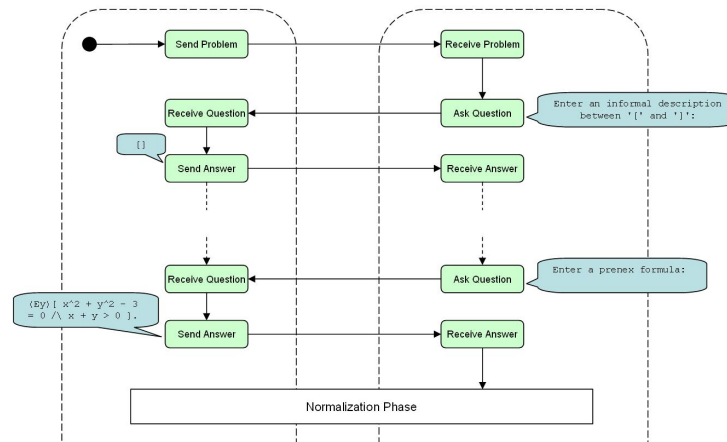 Send Problem
Receive Problem
Receive Question
Ask Question
Enter an informal description
between '[' and ']':
[]
Send Answer
Receive Answer
Receive Question
Ask Question
Enter a prenex formula:
(Ey)[ x^2 + y^2 - 3
= 0 /\ x + y > 0 ].
Send Answer
Receive Answer
Normalization Phase